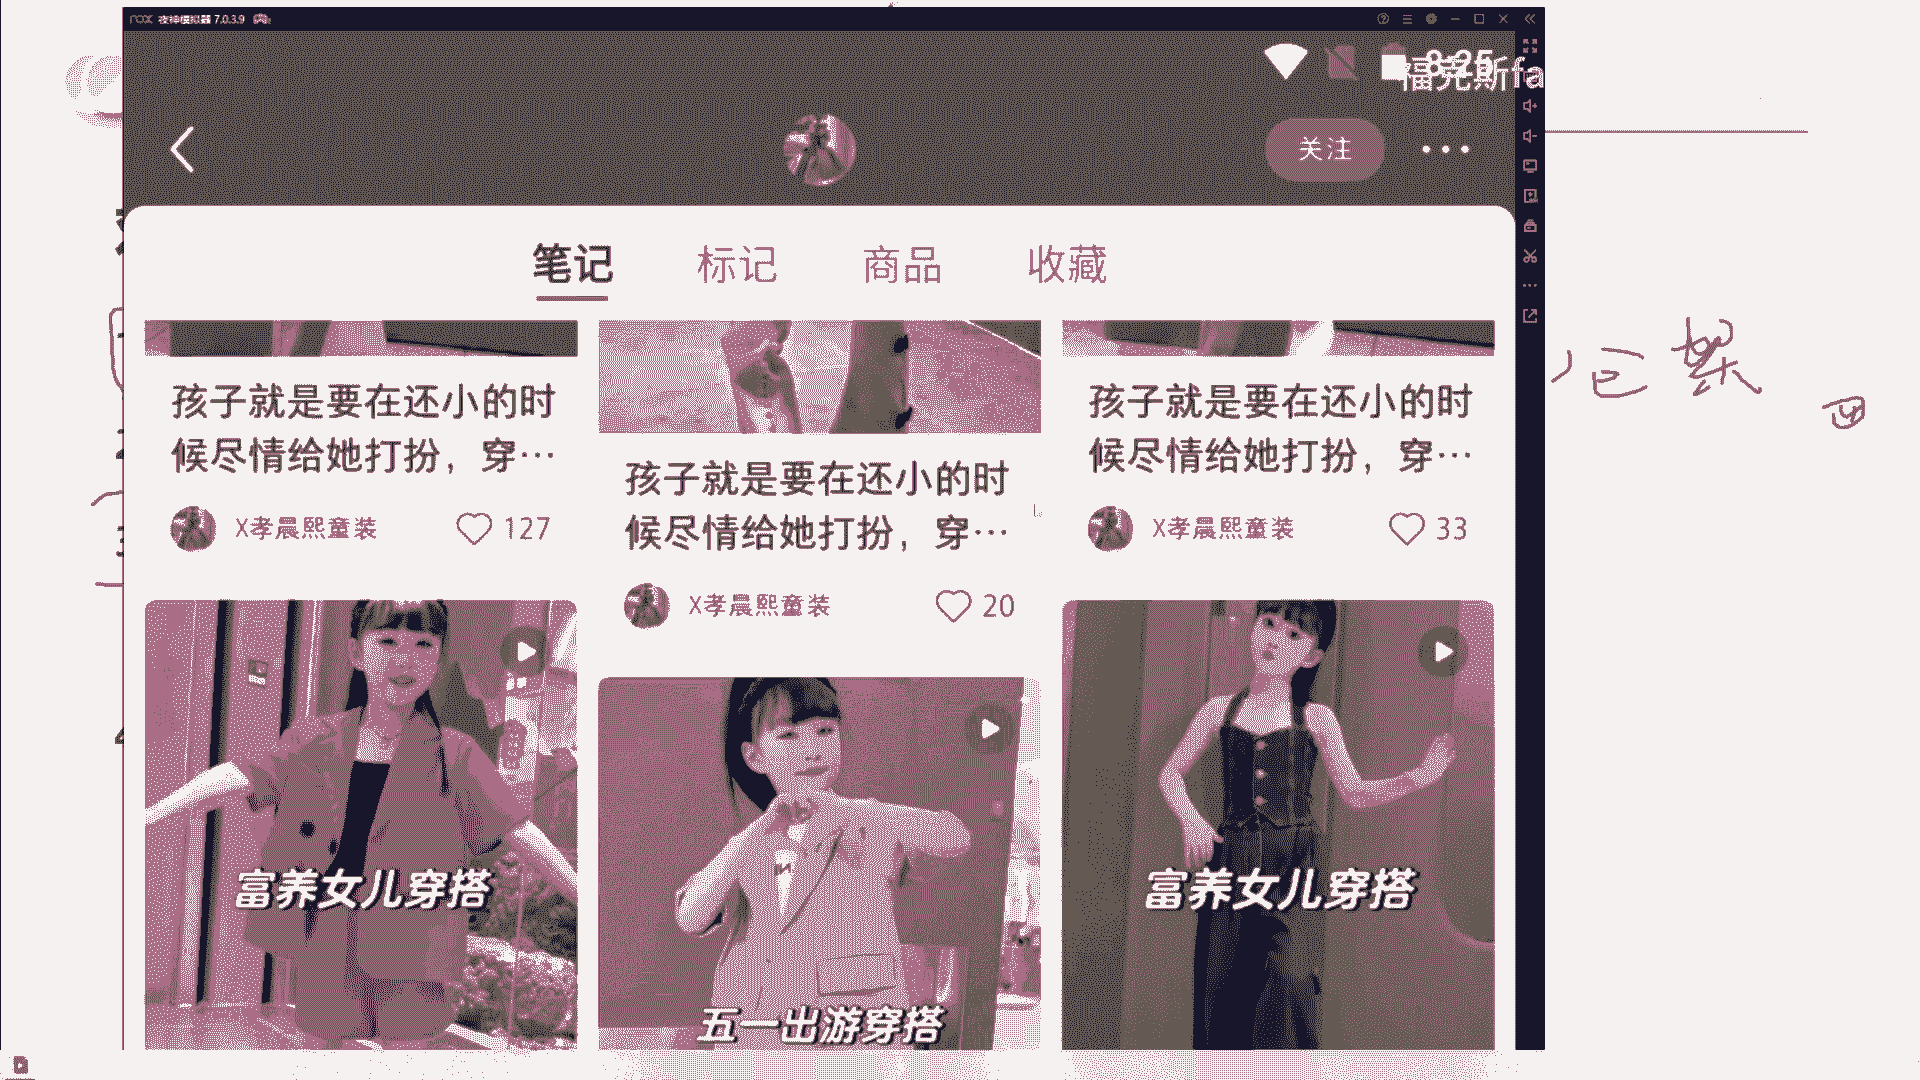 nox 夜神模拟器 7.0.3.9
8:25
福克斯fa
关注
笔记 标记 商品 收藏
孩子就是要在还小的时
候尽情给她打扮，穿…
X孝晨熙童装 127
孩子就是要在还小的时
候尽情给她打扮，穿…
X孝晨熙童装 20
孩子就是要在还小的时
候尽情给她打扮，穿…
X孝晨熙童装 33
富养女儿穿搭
五一出游穿搭
富养女儿穿搭